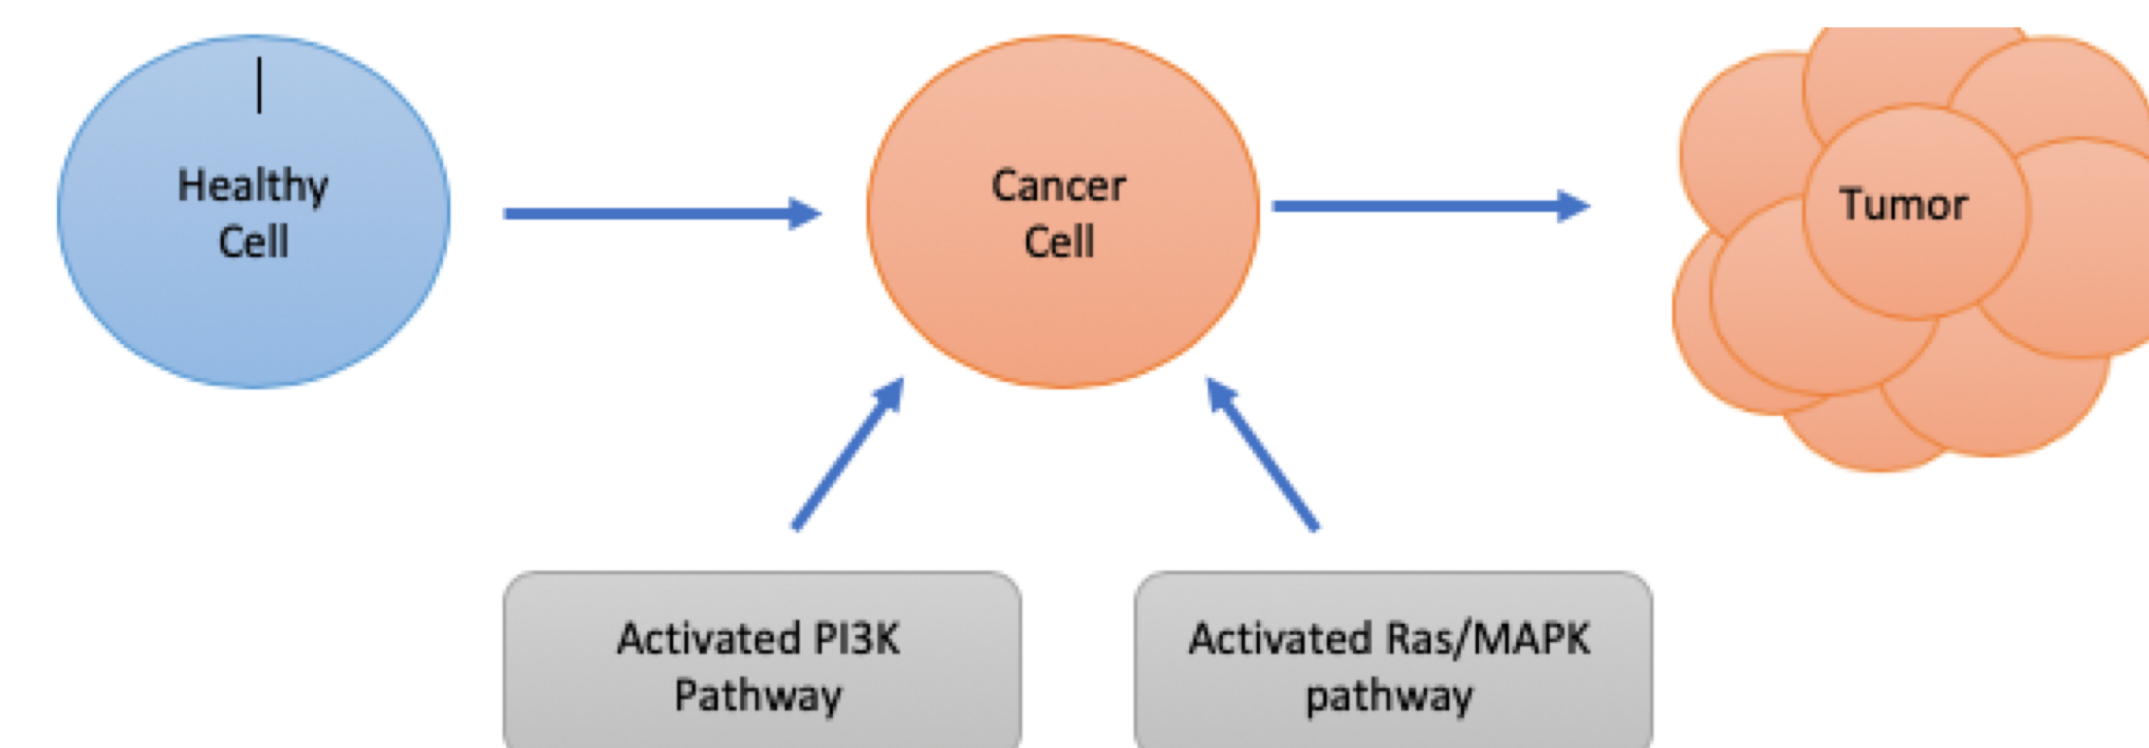 Healthy
Cell
Cancer
Cell
Tumor
Activated PI3K
Pathway
Activated Ras/MAPK
pathway